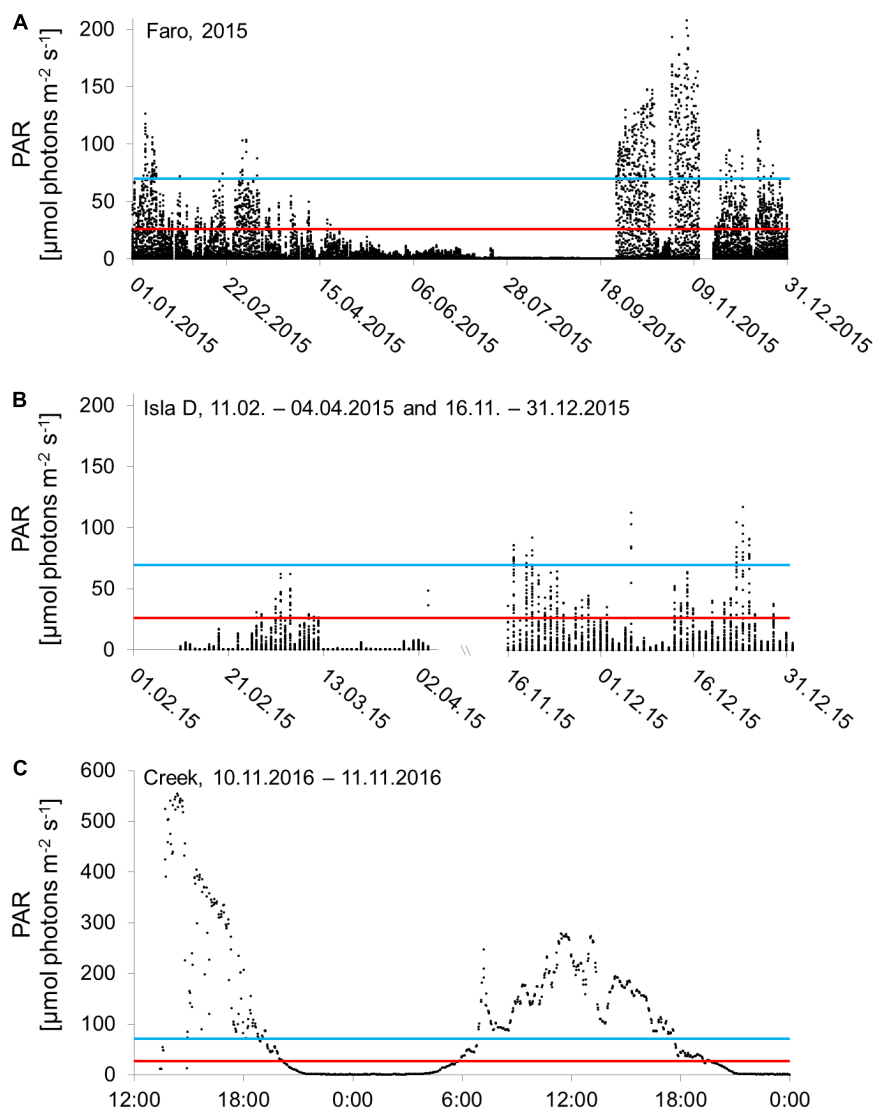 A
Faro, 2015
PAR
[µmol photons m-2 s-1]
200
150
100
50
0
01.01.2015
22.02.2015
15.04.2015
06.06.2015
28.07.2015
18.09.2015
09.11.2015
31.12.2015
B
Isla D, 11.02. – 04.04.2015 and 16.11. – 31.12.2015
PAR
[µmol photons m-2 s-1]
200
150
100
50
0
01.02.15
21.02.15
13.03.15
02.04.15
\\
16.11.15
01.12.15
16.12.15
31.12.15
C
Creek, 10.11.2016 – 11.11.2016
PAR
[µmol photons m-2 s-1]
600
500
400
300
200
100
0
12:00 18:00 0:00 6:00 12:00 18:00 0:00